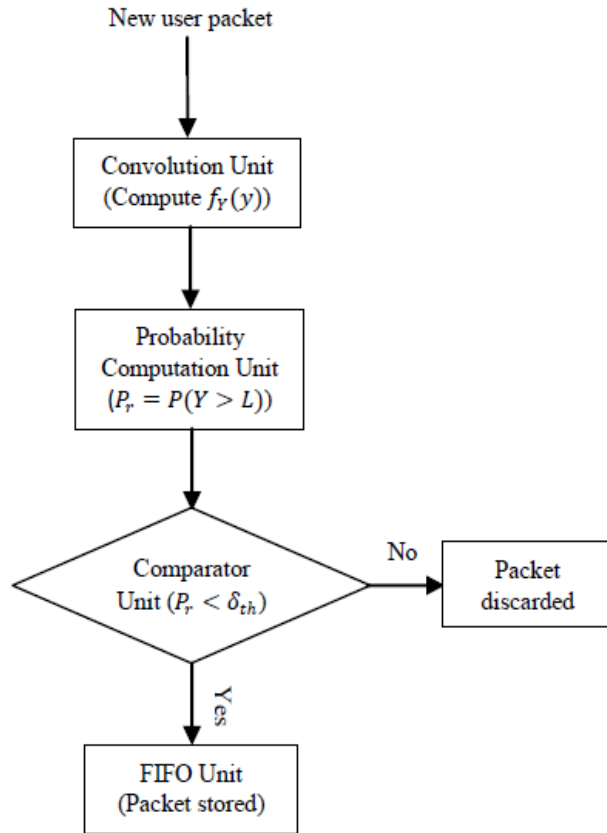 New user packet
Convolution Unit
(Compute f_Y(y))
Probability
Computation Unit
(P_r = P(Y > L))
Comparator
Unit (P_r < δ_th)
No
Packet
discarded
Yes
FIFO Unit
(Packet stored)